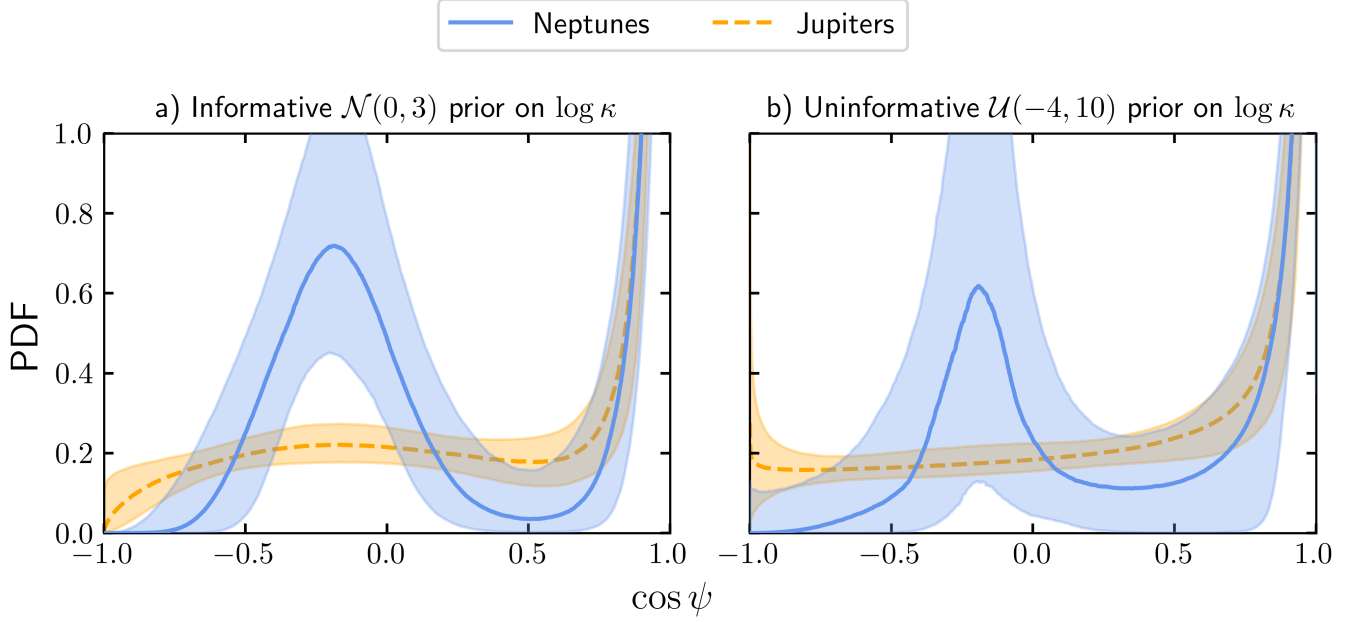 Neptunes Jupiters
a) Informative 𝒩(0, 3) prior on log κ
b) Uninformative 𝒰(−4, 10) prior on log κ
PDF
1.0
0.8
0.6
0.4
0.2
0.0
−1.0 −0.5 0.0 0.5 1.0
−1.0 −0.5 0.0 0.5 1.0
cos ψ